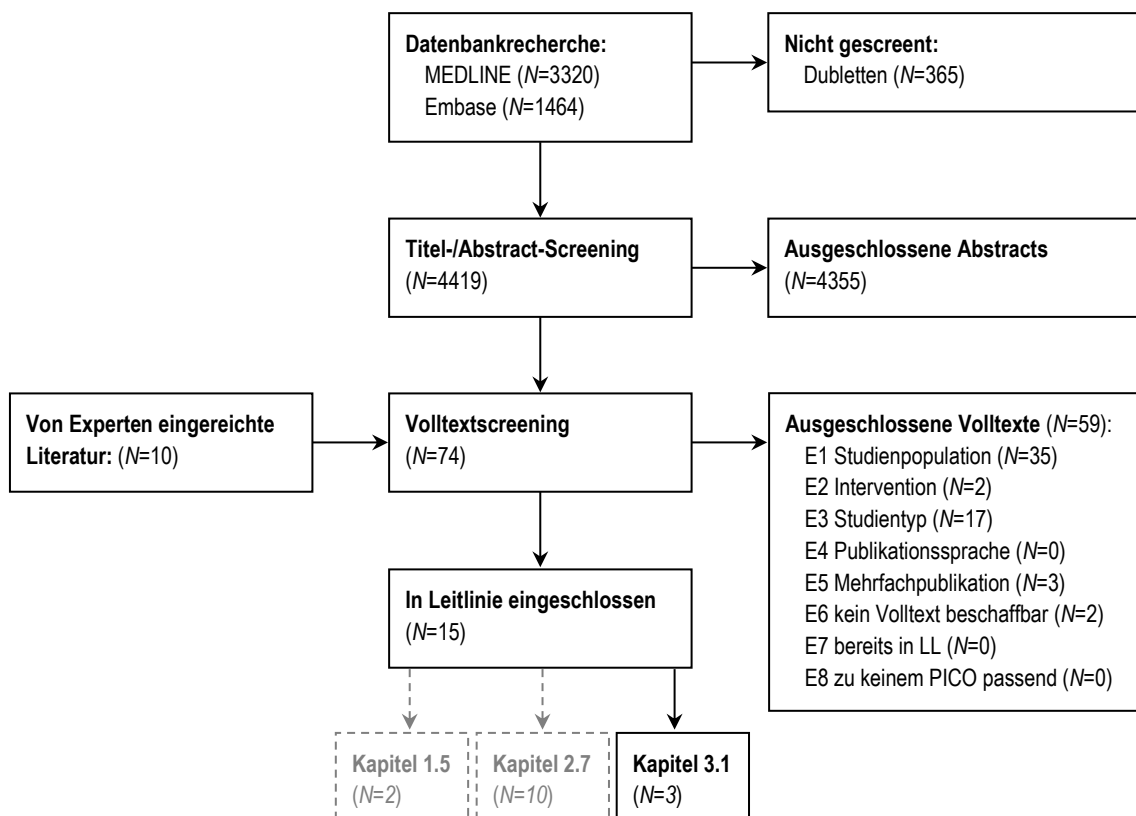 Datenbankrecherche:
MEDLINE (N=3320)
Embase (N=1464)
Nicht gescreent:
Dubletten (N=365)
Titel-/Abstract-Screening
(N=4419)
Ausgeschlossene Abstracts
(N=4355)
Von Experten eingereichte
Literatur: (N=10)
Volltextscreening
(N=74)
Ausgeschlossene Volltexte (N=59):
E1 Studienpopulation (N=35)
E2 Intervention (N=2)
E3 Studientyp (N=17)
E4 Publikationssprache (N=0)
E5 Mehrfachpublikation (N=3)
E6 kein Volltext beschaffbar (N=2)
E7 bereits in LL (N=0)
E8 zu keinem PICO passend (N=0)
In Leitlinie eingeschlossen
(N=15)
Kapitel 1.5
(N=2)
Kapitel 2.7
(N=10)
Kapitel 3.1
(N=3)